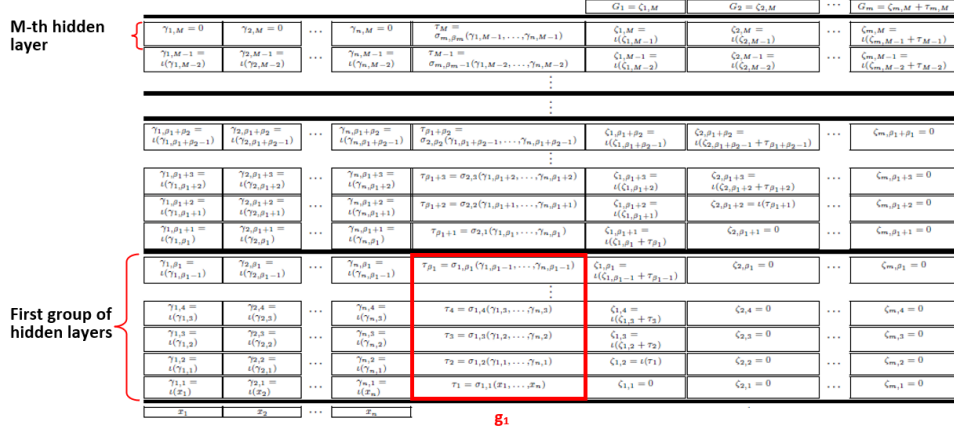 G₁ = ζ₁,M G₂ = ζ₂,M ⋯ Gₘ = ζₘ,M + τₘ,M
M-th hidden
layer
γ₁,M = 0 γ₂,M = 0 ⋯ γₙ,M = 0 τM = ζ₁,M = ζ₂,M = ⋯ ζₘ,M =
σₘ,βₘ(γ₁,M−1,…,γₙ,M−1) ι(ζ₁,M−1) ι(ζ₂,M−1) ι(ζₘ,M−1 + τM−1)
γ₁,M−1 = γ₂,M−1 = ⋯ γₙ,M−1 = τM−1 = ζ₁,M−1 = ζ₂,M−1 = ⋯ ζₘ,M−1 =
ι(γ₁,M−2) ι(γ₂,M−2) ι(γₙ,M−2) σₘ,βₘ−1(γ₁,M−2,…,γₙ,M−2) ι(ζ₁,M−2) ι(ζ₂,M−2) ι(ζₘ,M−2 + τM−2)
⋮
⋮
γ₁,β₁+β₂ = γ₂,β₁+β₂ = ⋯ γₙ,β₁+β₂ = τβ₁+β₂ = ζ₁,β₁+β₂ = ζ₂,β₁+β₂ = ⋯ ζₘ,β₁+β₁ = 0
ι(γ₁,β₁+β₂−1) ι(γ₂,β₁+β₂−1) ι(γₙ,β₁+β₂−1) σ₂,β₂(γ₁,β₁+β₂−1,…,γₙ,β₁+β₂−1) ι(ζ₁,β₁+β₂−1) ι(ζ₂,β₁+β₂−1 + τβ₁+β₂−1)
⋮
γ₁,β₁+3 = γ₂,β₁+3 = ⋯ γₙ,β₁+3 = τβ₁+3 = σ₂,₃(γ₁,β₁+2,…,γₙ,β₁+2) ζ₁,β₁+3 = ζ₂,β₁+3 = ⋯ ζₘ,β₁+3 = 0
ι(γ₁,β₁+2) ι(γ₂,β₁+2) ι(γₙ,β₁+2) ι(ζ₁,β₁+2) ι(ζ₂,β₁+2 + τβ₁+2)
γ₁,β₁+2 = γ₂,β₁+2 = ⋯ γₙ,β₁+2 = τβ₁+2 = σ₂,₂(γ₁,β₁+1,…,γₙ,β₁+1) ζ₁,β₁+2 = ζ₂,β₁+2 = ι(τβ₁+1) ⋯ ζₘ,β₁+2 = 0
ι(γ₁,β₁+1) ι(γ₂,β₁+1) ι(γₙ,β₁+1) ι(ζ₁,β₁+1)
γ₁,β₁+1 = γ₂,β₁+1 = ⋯ γₙ,β₁+1 = τβ₁+1 = σ₂,₁(γ₁,β₁,…,γₙ,β₁) ζ₁,β₁+1 = ζ₂,β₁+1 = 0 ⋯ ζₘ,β₁+1 = 0
ι(γ₁,β₁) ι(γ₂,β₁) ι(γₙ,β₁) ι(ζ₁,β₁ + τβ₁)
γ₁,β₁ = γ₂,β₁ = ⋯ γₙ,β₁ = τβ₁ = σ₁,β₁(γ₁,β₁−1,…,γₙ,β₁−1) ζ₁,β₁ = ζ₂,β₁ = 0 ⋯ ζₘ,β₁ = 0
ι(γ₁,β₁−1) ι(γ₂,β₁−1) ι(γₙ,β₁−1) ι(ζ₁,β₁−1 + τβ₁−1)
⋮
First group of
hidden layers
γ₁,₄ = γ₂,₄ = ⋯ γₙ,₄ = τ₄ = σ₁,₄(γ₁,₃,…,γₙ,₃) ζ₁,₄ = ζ₂,₄ = 0 ⋯ ζₘ,₄ = 0
ι(γ₁,₃) ι(γ₂,₃) ι(γₙ,₃) ι(ζ₁,₃ + τ₃)
γ₁,₃ = γ₂,₃ = ⋯ γₙ,₃ = τ₃ = σ₁,₃(γ₁,₂,…,γₙ,₂) ζ₁,₃ = ζ₂,₃ = 0 ⋯ ζₘ,₃ = 0
ι(γ₁,₂) ι(γ₂,₂) ι(γₙ,₂) ι(ζ₁,₂ + τ₂)
γ₁,₂ = γ₂,₂ = ⋯ γₙ,₂ = τ₂ = σ₁,₂(γ₁,₁,…,γₙ,₁) ζ₁,₂ = ι(τ₁) ζ₂,₂ = 0 ⋯ ζₘ,₂ = 0
ι(γ₁,₁) ι(γ₂,₁) ι(γₙ,₁)
γ₁,₁ = γ₂,₁ = ⋯ γₙ,₁ = τ₁ = σ₁,₁(x₁,…,xₙ) ζ₁,₁ = 0 ζ₂,₁ = 0 ⋯ ζₘ,₁ = 0
ι(x₁) ι(x₂) ι(xₙ)
x₁ x₂ ⋯ xₙ
g₁